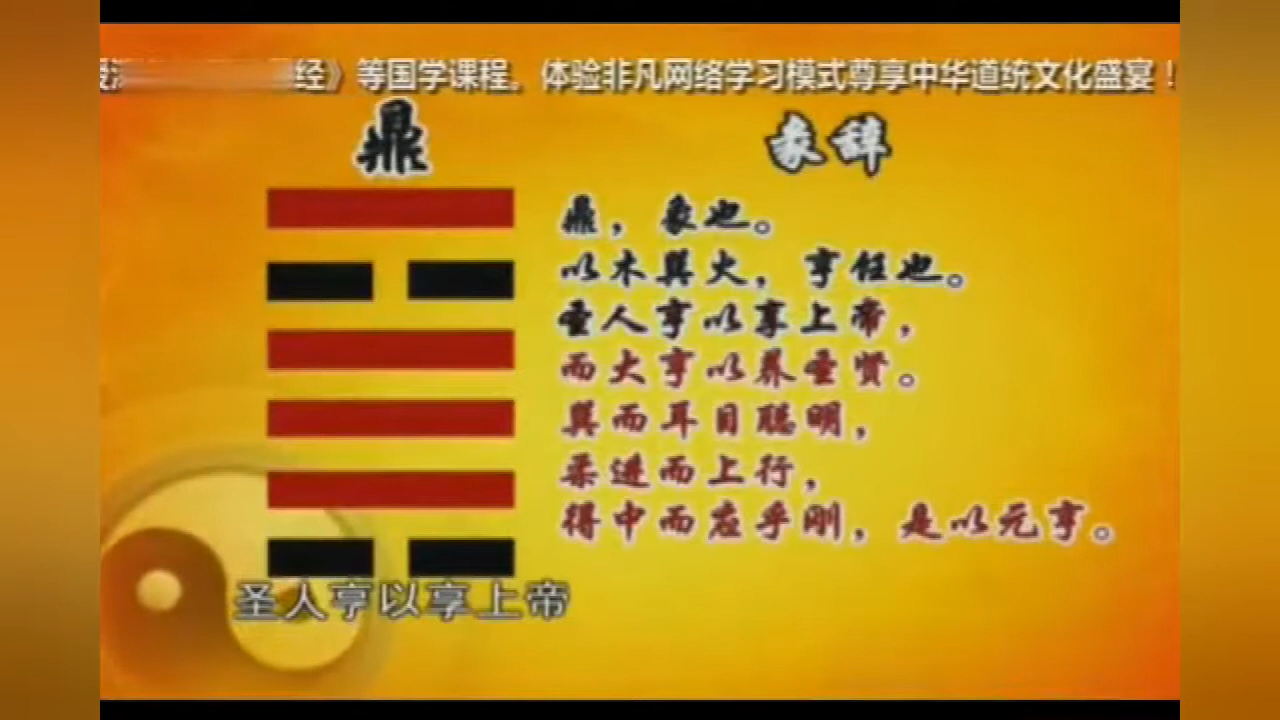 经》等国学课程。体验非凡网络学习模式尊享中华道统文化盛宴！
鼎
彖辞
鼎，象也。
以木巽火，亨饪也。
圣人亨以享上帝，
而大亨以养圣贤。
巽而耳目聪明，
柔进而上行，
得中而应乎刚，是以元亨。
圣人亨以享上帝